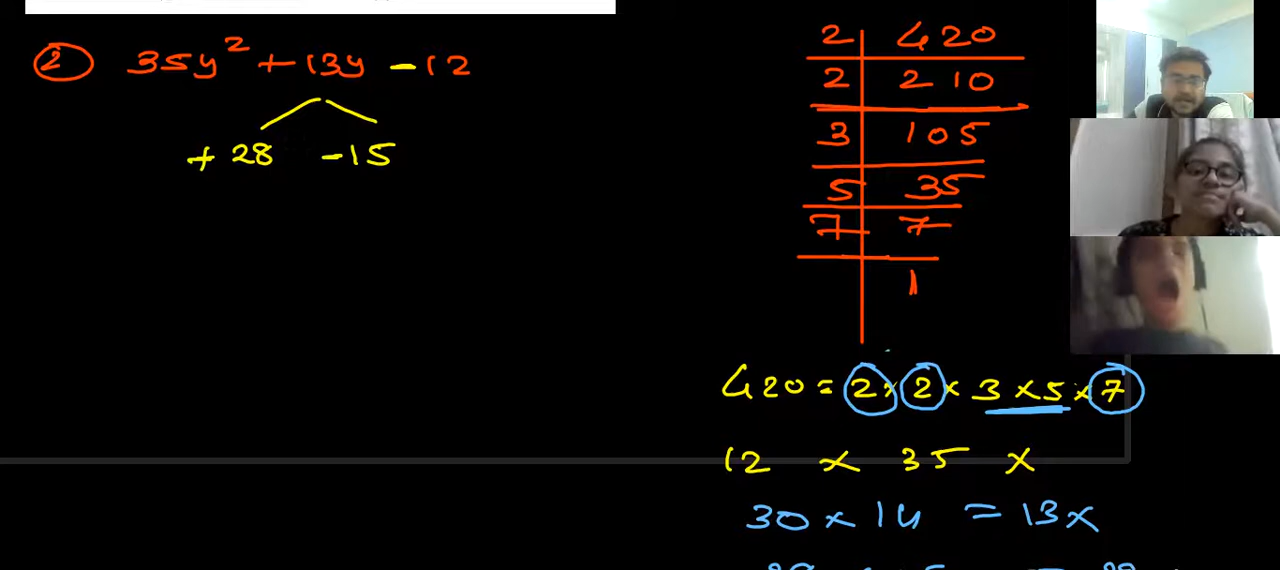 ② 35y² + 13y - 12
+ 28 - 15
2 | 420
2 | 210
3 | 105
5 | 35
7 | 7
1
420 = 2 × 2 × 3 × 5 × 7
12 × 35 ×
30 × 14 = 13 ×